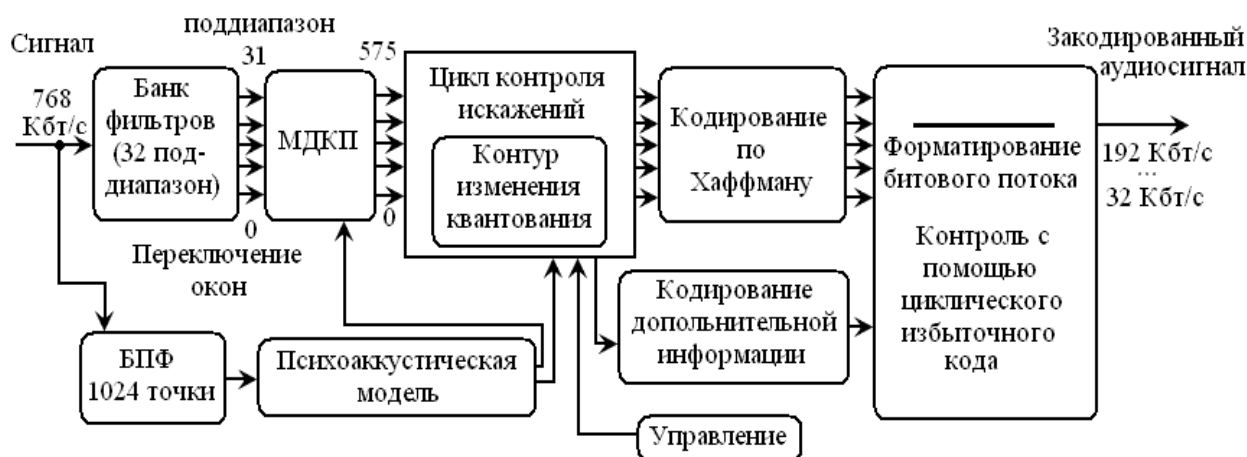 Сигнал
768
Кбт/с
Банк
фильтров
(32 под-
диапазон)
поддиапазон
31
0
МДКП
575
0
Переключение
окон
Цикл контроля
искажений
Контур
изменения
квантования
Кодирование
по
Хаффману
Форматирование
битового потока
Контроль с
помощью
циклического
избыточного
кода
Закодированный
аудиосигнал
192 Кбт/с
...
32 Кбт/с
БПФ
1024 точки
Психоаккустическая
модель
Кодирование
допольнительной
информации
Управление